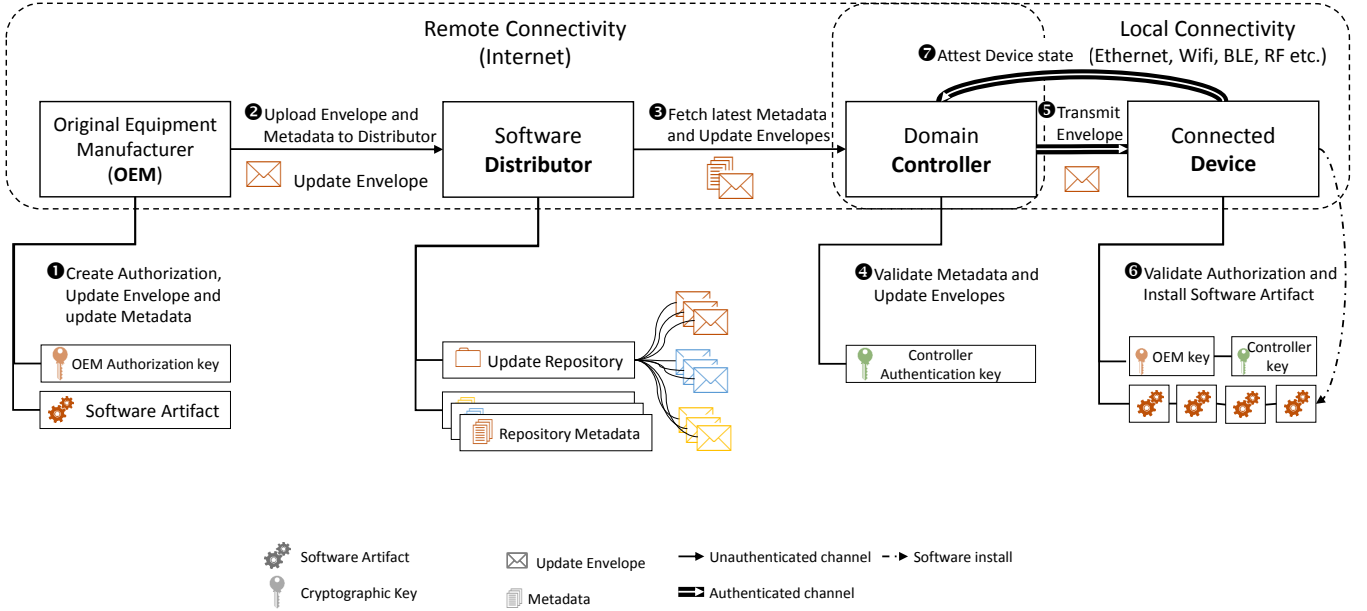 Remote Connectivity
(Internet)
Local Connectivity
(Ethernet, Wifi, BLE, RF etc.)
❼Attest Device state
Original Equipment
Manufacturer
(OEM)
❷Upload Envelope and
Metadata to Distributor
Update Envelope
Software
Distributor
❸Fetch latest Metadata
and Update Envelopes
Domain
Controller
❺Transmit
Envelope
Connected
Device
❶Create Authorization,
Update Envelope and
update Metadata
OEM Authorization key
Software Artifact
Update Repository
Repository Metadata
❹Validate Metadata and
Update Envelopes
Controller
Authentication key
❻Validate Authorization and
Install Software Artifact
OEM key
Controller
key
Software Artifact
Cryptographic Key
Update Envelope
Metadata
Unauthenticated channel
Authenticated channel
Software install